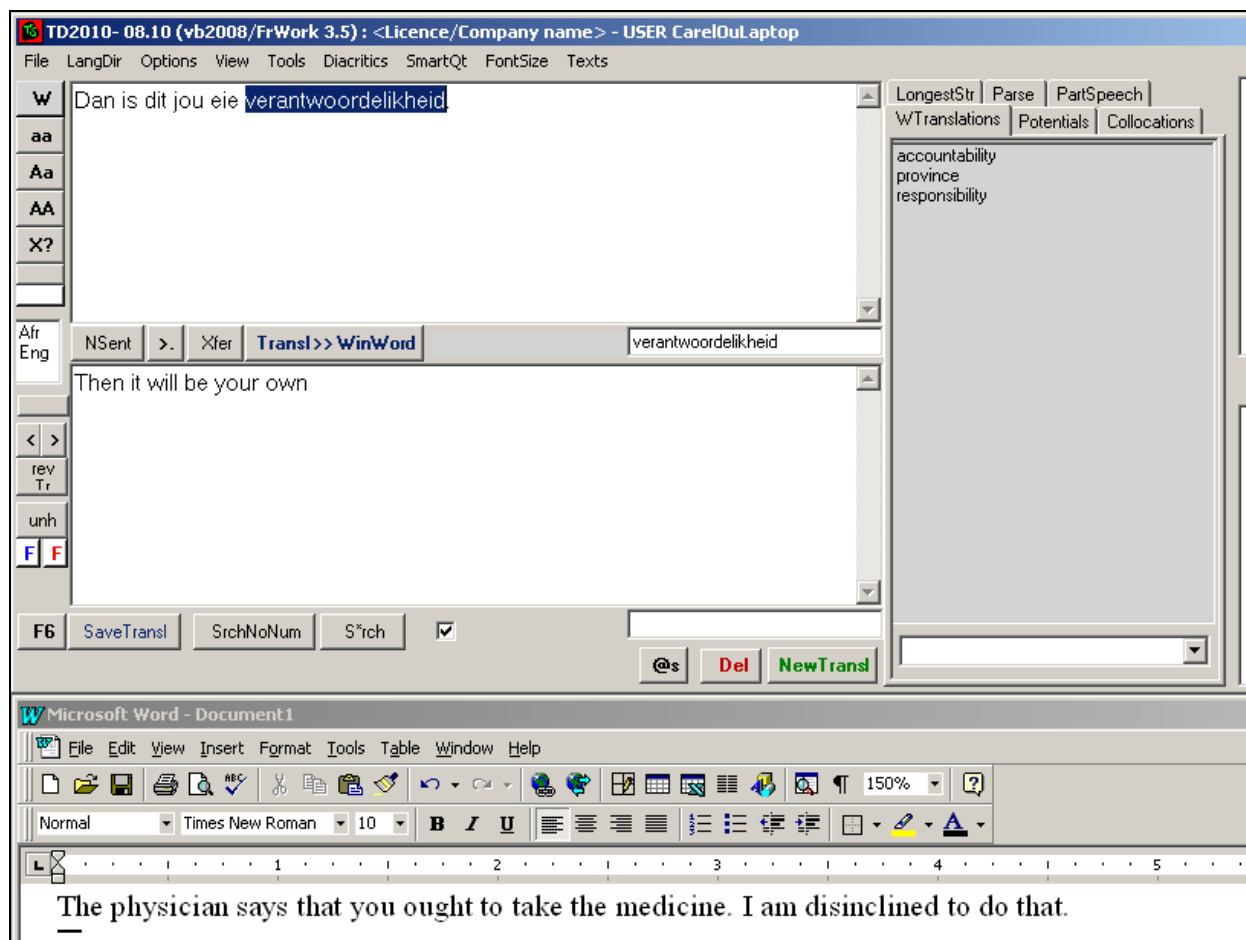 TD2010- 08.10 (vb2008/FrWork 3.5) : <Licence/Company name> - USER CarelOuLaptop
File LangDir Options View Tools Diacritics SmartQt FontSize Texts
W
aa
Aa
AA
X?
Dan is dit jou eie verantwoordelikheid.
LongestStr Parse PartSpeech
WTranslations Potentials Collocations
accountability
province
responsibility
Afr
Eng
NSent >. Xfer Transl>>WinWord verantwoordelikheid
Then it will be your own
< >
rev
Tr
unh
F F
F6 SaveTransl SrchNoNum S*rch
@s Del NewTransl
Microsoft Word - Document1
File Edit View Insert Format Tools Table Window Help
ABC ¶ 150% ?
Normal Times New Roman 10 B I U A
L 1 2 3 4 5
The physician says that you ought to take the medicine. I am disinclined to do that.